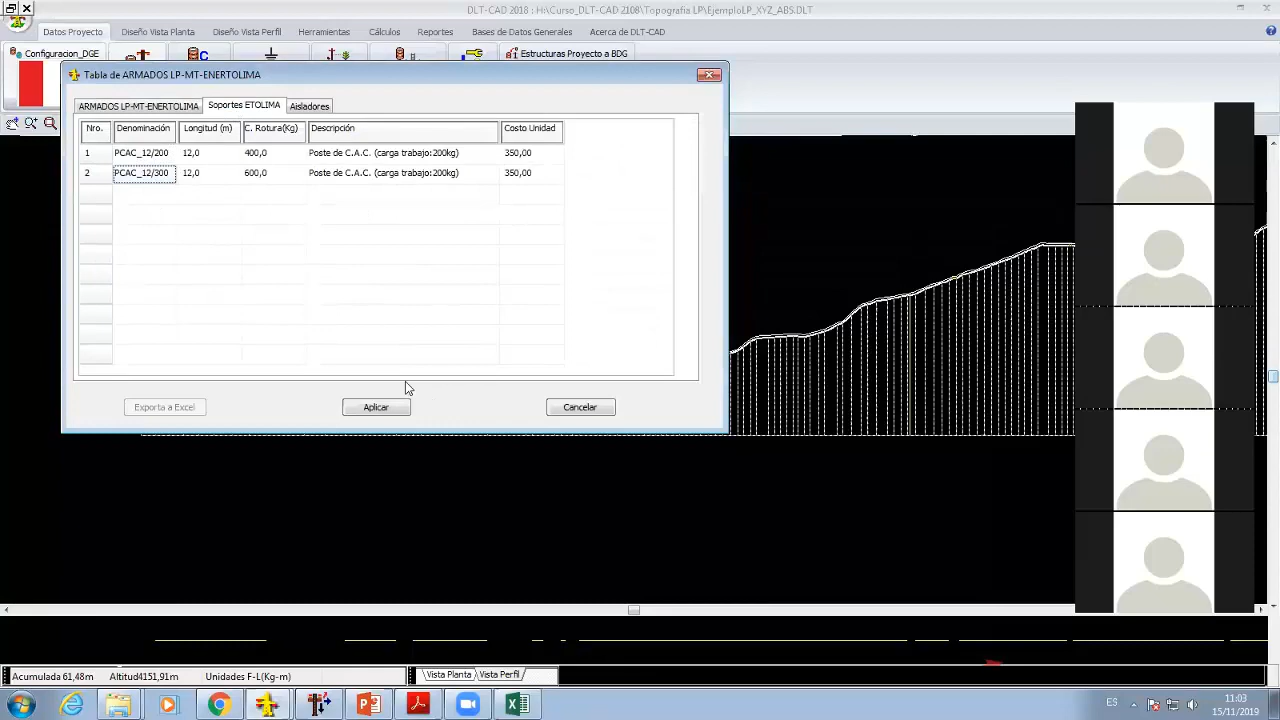 DLT-CAD 2018 : H:\Curso_DLT-CAD 2108\Topografia LP\EjemploLP_XYZ_ABS.DLT
Datos Proyecto Diseño Vista Planta Diseño Vista Perfil Herramientas Cálculos Reportes Bases de Datos Generales Acerca de DLT-CAD
Configuracion_DGE Estructuras Proyecto a BDG
Tabla de ARMADOS LP-MT-ENERTOLIMA
ARMADOS LP-MT-ENERTOLIMA Soportes ETOLIMA Aisladores
Nro. Denominación Longitud (m) C. Rotura(Kg) Descripción Costo Unidad
1 PCAC_12/200 12,0 400,0 Poste de C.A.C. (carga trabajo:200kg) 350,00
2 PCAC_12/300 12,0 600,0 Poste de C.A.C. (carga trabajo:200kg) 350,00
Exporta a Excel Aplicar Cancelar
Acumulada 61,48m Altitud4151,91m Unidades F-L(Kg-m) Vista Planta Vista Perfil
ES 11:03
15/11/2019